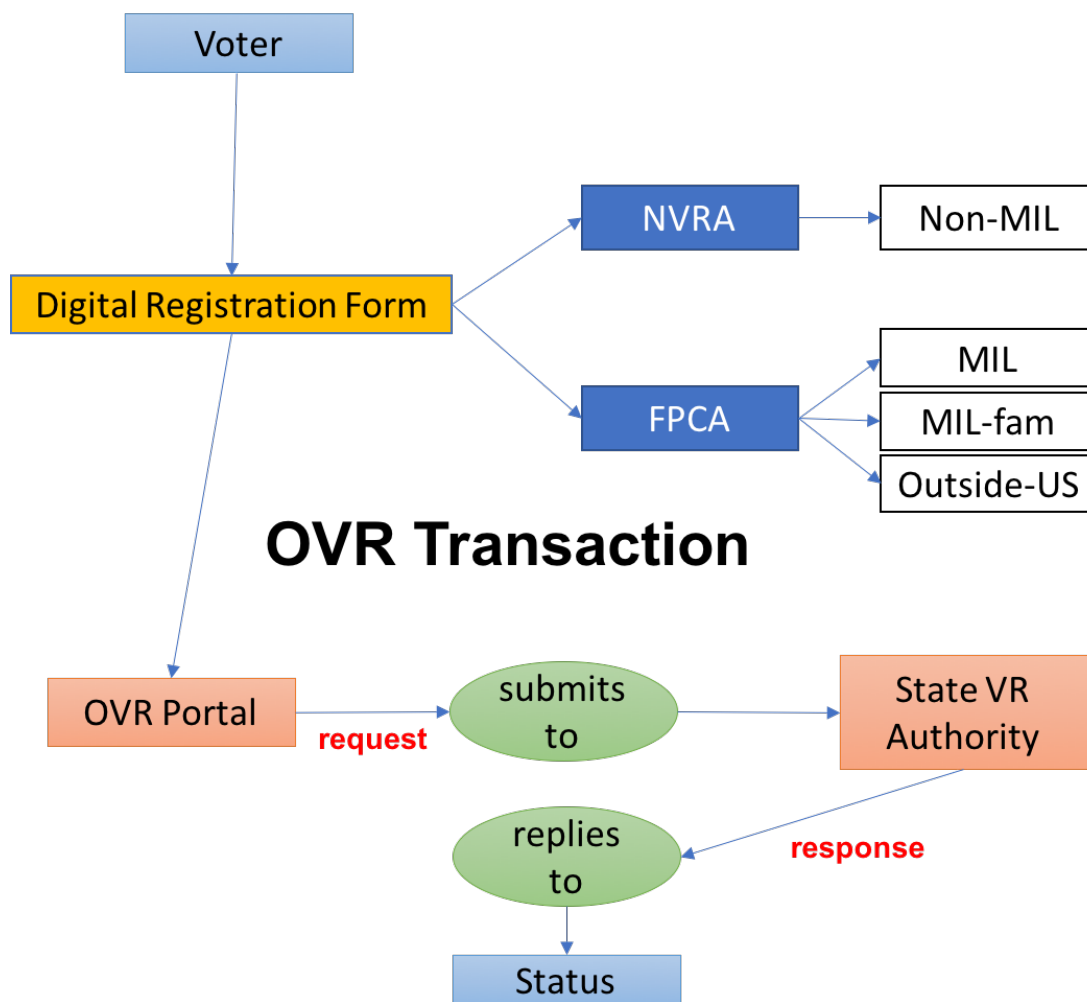 Voter
NVRA
Non-MIL
Digital Registration Form
MIL
FPCA
MIL-fam
Outside-US
OVR Transaction
OVR Portal
request
submits
to
State VR
Authority
replies
to
response
Status